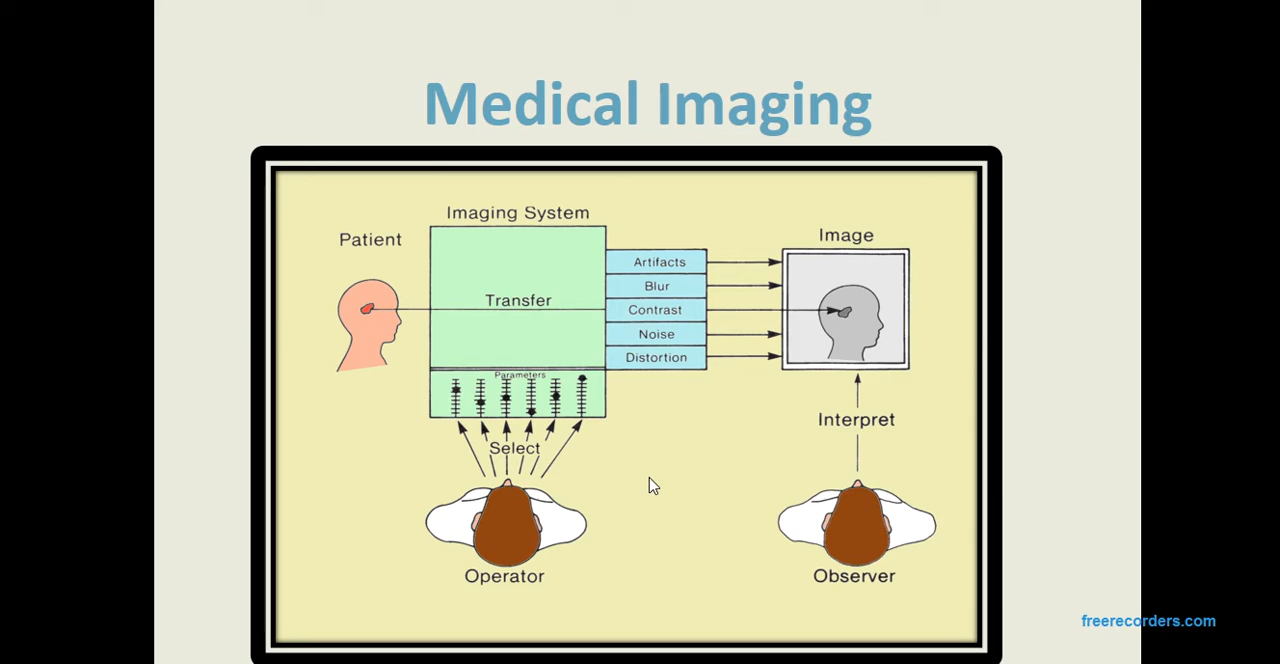 Medical Imaging
Imaging System
Patient
Image
Artifacts
Blur
Transfer
Contrast
Noise
Distortion
Parameters
Select
Interpret
Operator
Observer
freerecorders.com